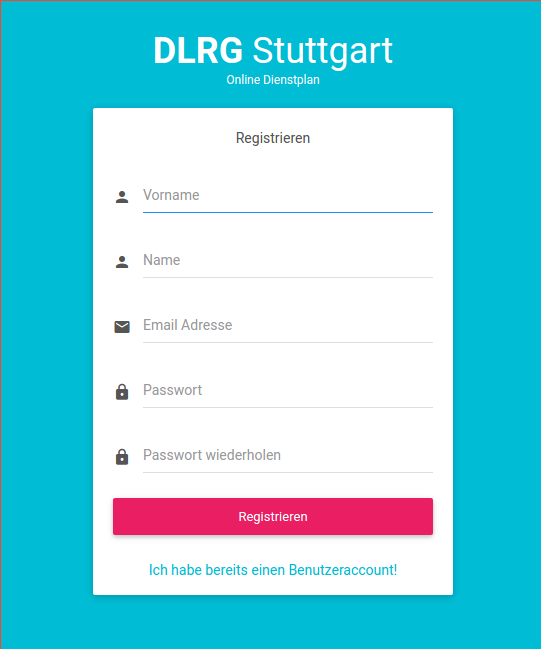 DLRG Stuttgart
Online Dienstplan
Registrieren
Vorname
Name
Email Adresse
Passwort
Passwort wiederholen
Registrieren
Ich habe bereits einen Benutzeraccount!